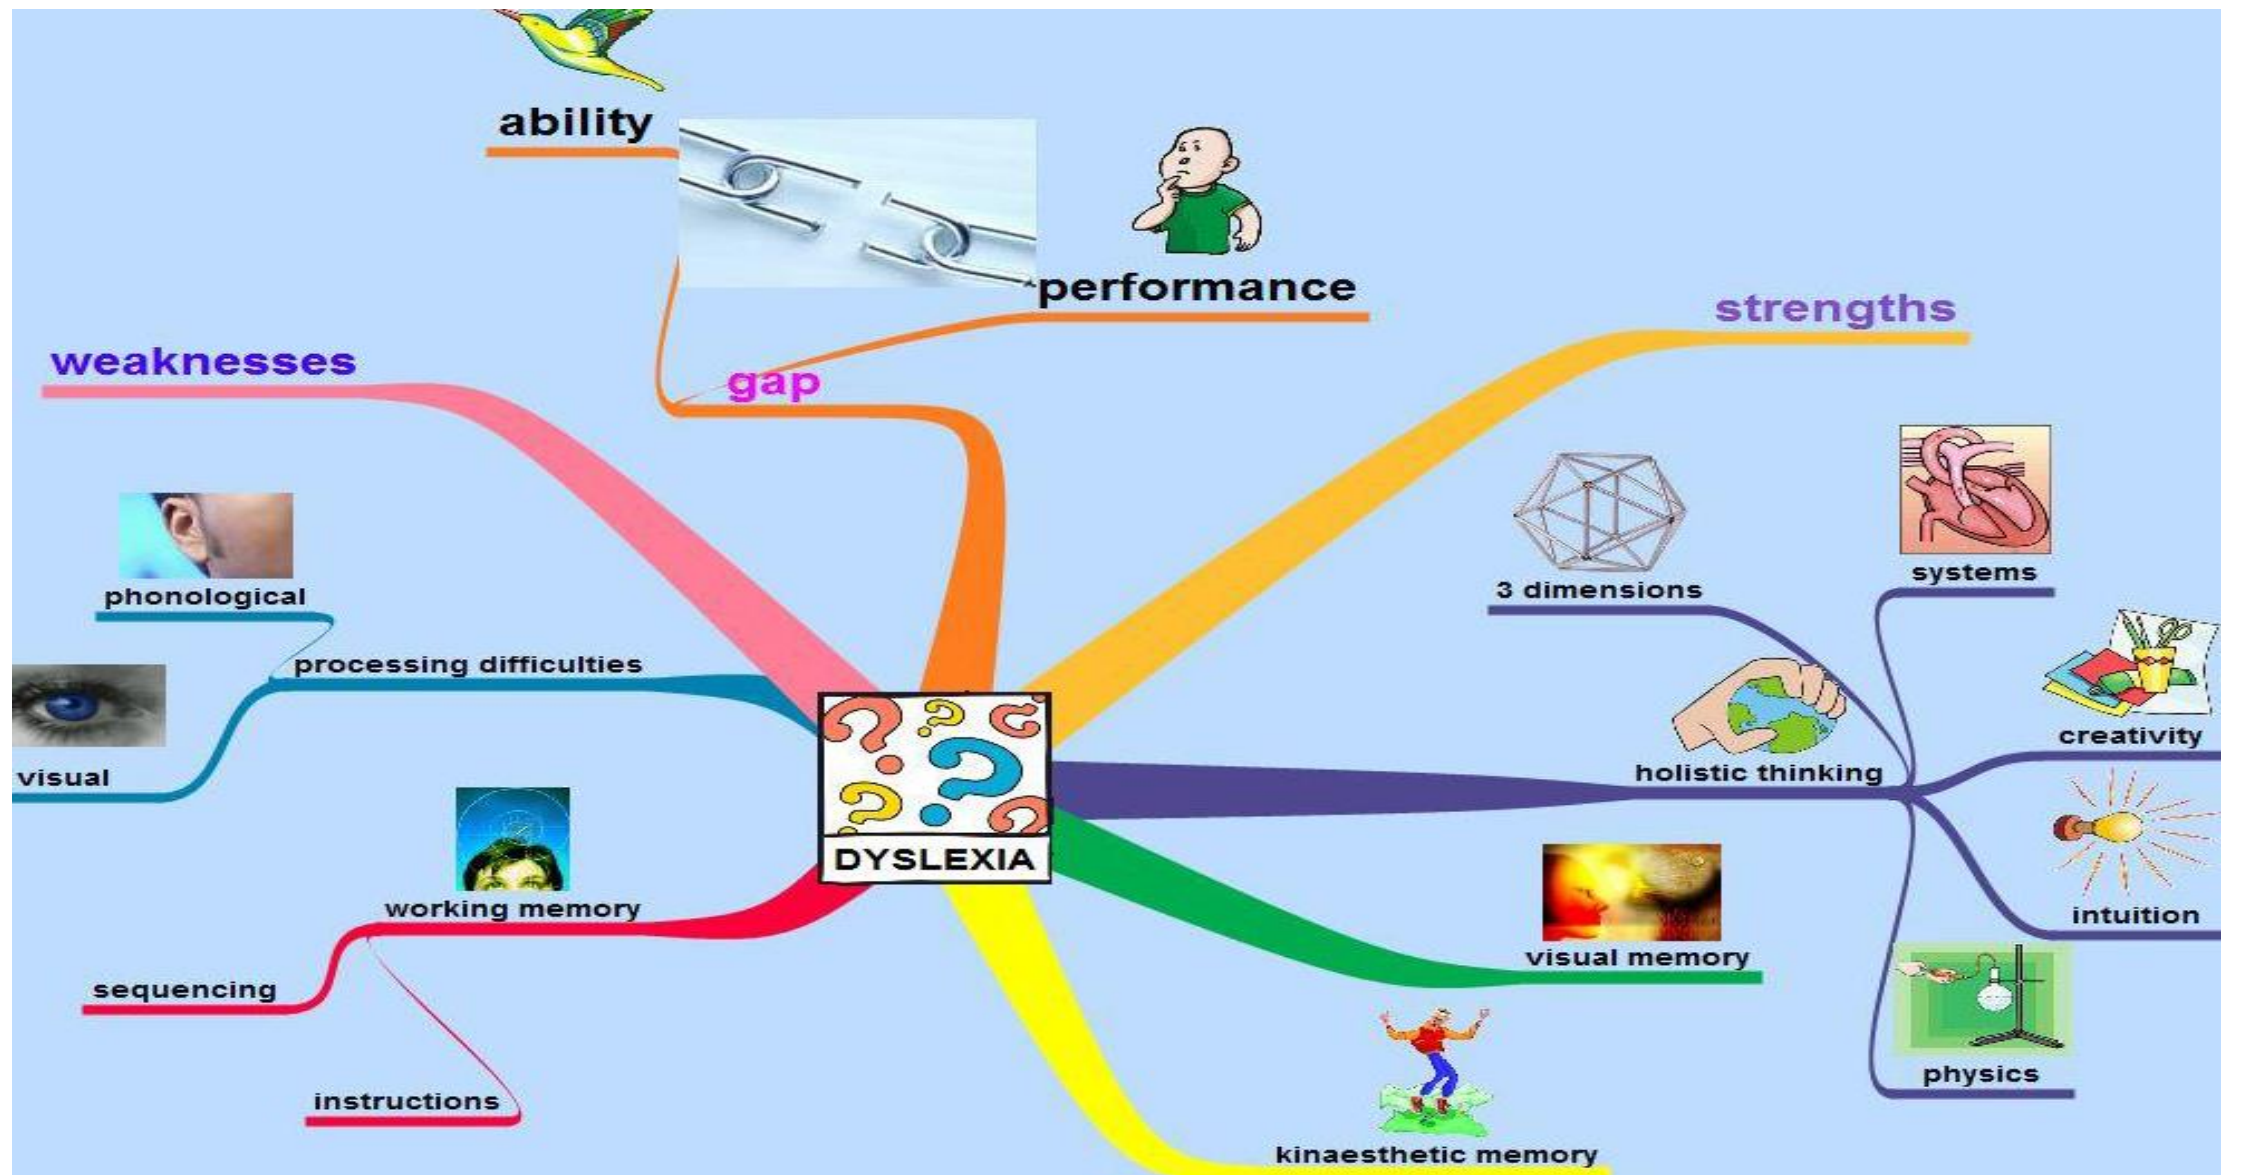 ability
performance
strengths
weaknesses
gap
systems
3 dimensions
phonological
processing difficulties
creativity
holistic thinking
visual
DYSLEXIA
working memory
intuition
visual memory
sequencing
physics
instructions
kinaesthetic memory